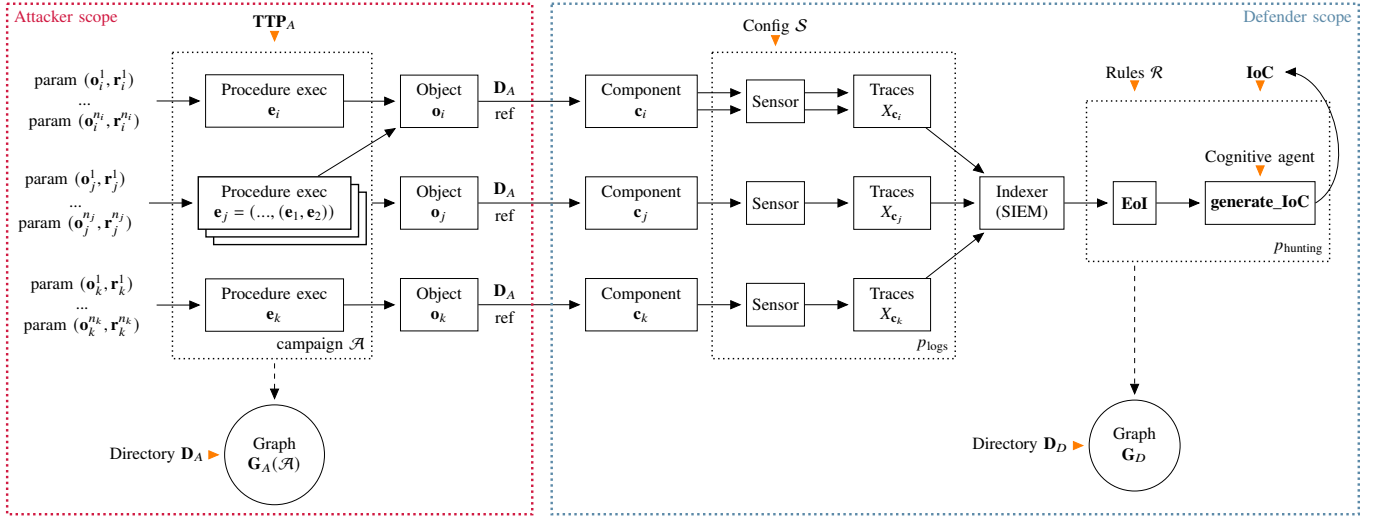 Attacker scope
Defender scope
TTP_A
Config 𝒮
Rules ℛ
IoC
param (o_i^1, r_i^1)
...
param (o_i^{n_i}, r_i^{n_i})
Procedure exec
e_i
Object
o_i
D_A
ref
Component
c_i
Sensor
Traces
X_{c_i}
Cognitive agent
param (o_j^1, r_j^1)
...
param (o_j^{n_j}, r_j^{n_j})
Procedure exec
e_j = (..., (e_1, e_2))
Object
o_j
D_A
ref
Component
c_j
Sensor
Traces
X_{c_j}
Indexer
(SIEM)
EoI
generate_IoC
p_hunting
param (o_k^1, r_k^1)
...
param (o_k^{n_k}, r_k^{n_k})
Procedure exec
e_k
Object
o_k
D_A
ref
Component
c_k
Sensor
Traces
X_{c_k}
campaign 𝒜
p_logs
Directory D_A
Graph
G_A(𝒜)
Directory D_D
Graph
G_D